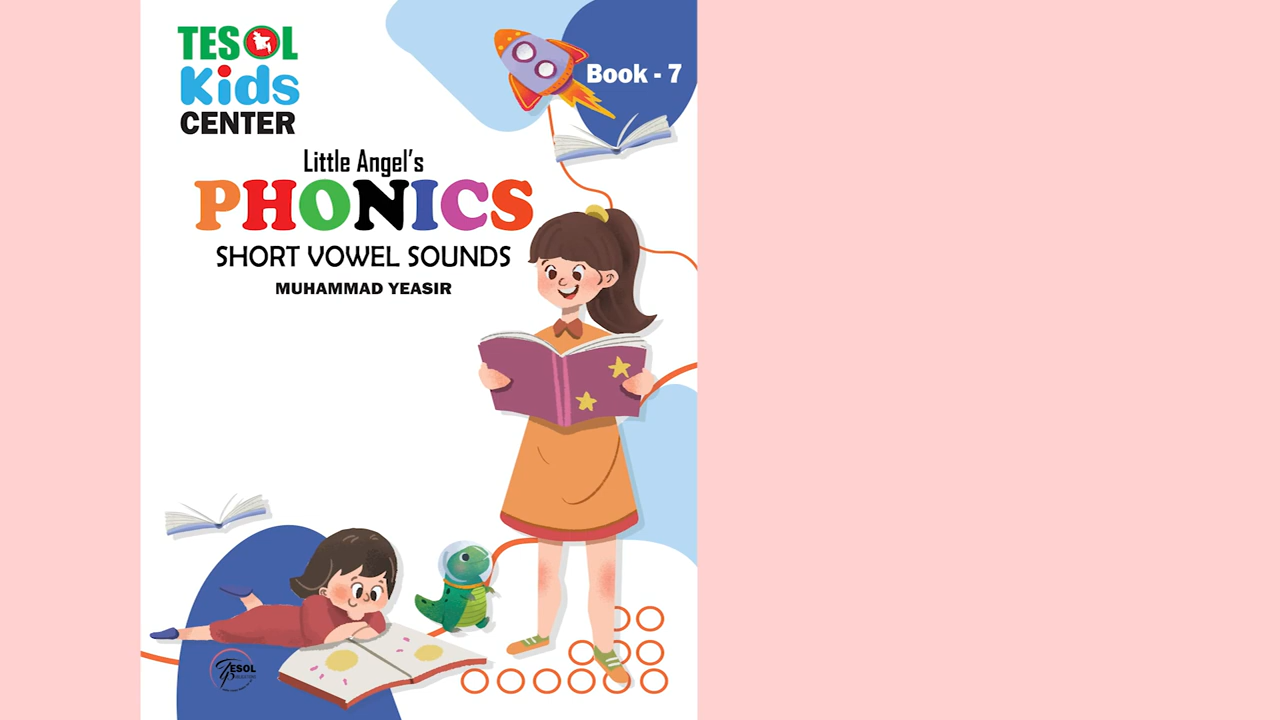 TESOL
Kids
CENTER
Book - 7
Little Angel's
PHONICS
SHORT VOWEL SOUNDS
MUHAMMAD YEASIR
TESOL